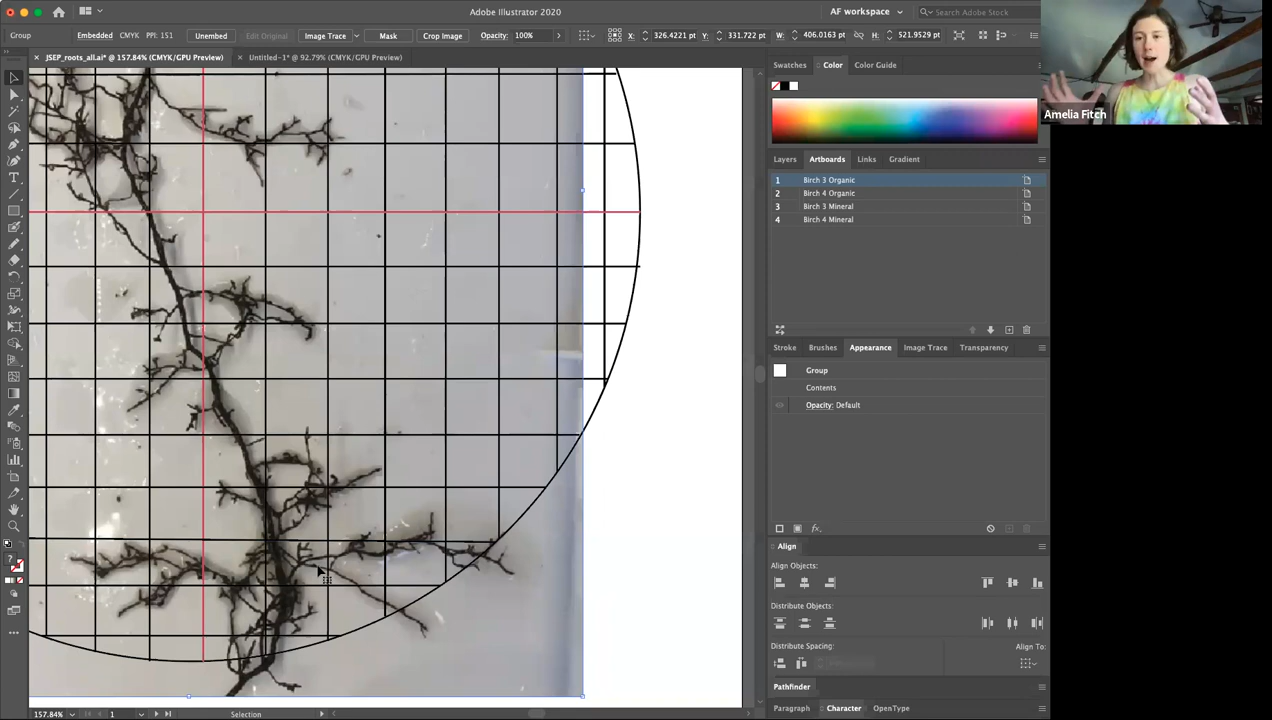 Adobe Illustrator 2020
AF workspace
Search Adobe Stock
Group
Embedded CMYK PPI: 151
Unembed
Edit Original
Image Trace
Mask
Crop Image
Opacity: 100%
X: 326.4221 pt
Y: 331.722 pt
W: 406.0163 pt
H: 521.9529 pt
JSEP_roots_all.ai* @ 157.84% (CMYK/GPU Preview)
× Untitled-1* @ 92.79% (CMYK/GPU Preview)
Swatches Color Color Guide
Amelia Fitch
Layers Artboards Links Gradient
1 Birch 3 Organic
2 Birch 4 Organic
3 Birch 3 Mineral
4 Birch 4 Mineral
Stroke Brushes Appearance Image Trace Transparency
Group
Contents
Opacity: Default
fx.
Align
Align Objects:
Distribute Objects:
Distribute Spacing:
Align To:
Pathfinder
Paragraph Character OpenType
157.84% 1 Selection